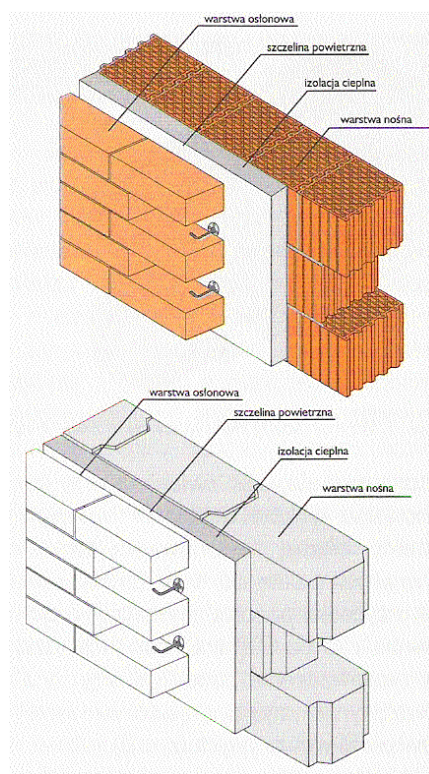 warstwa osłonowa
szczelina powietrzna
izolacja cieplna
warstwa nośna
warstwa osłonowa
szczelina powietrzna
izolacja cieplna
warstwa nośna